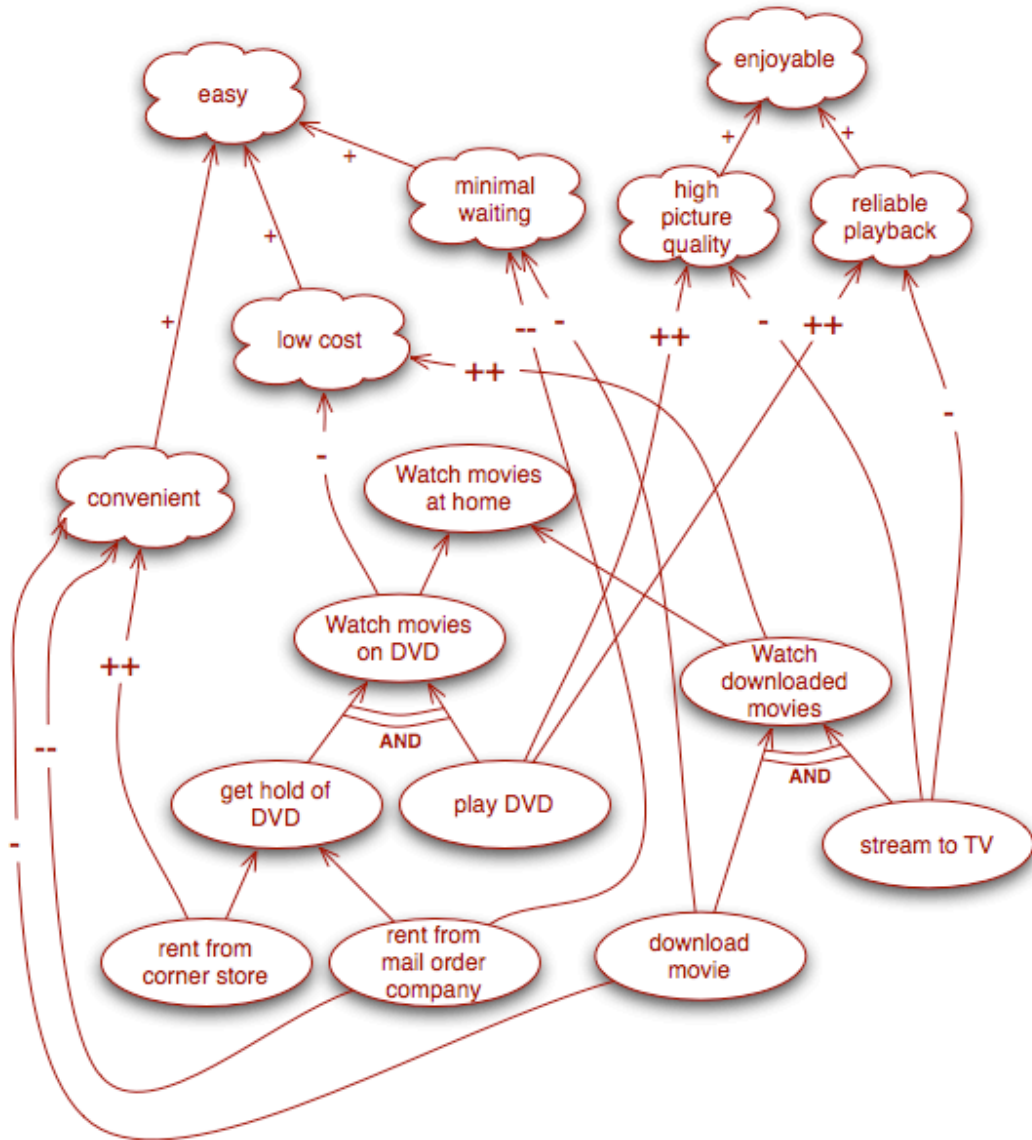 enjoyable
easy
+
+
+
minimal
waiting
high
picture
quality
reliable
playback
+
+
--
-
++
-
++
low cost
++
-
-
Watch movies
at home
convenient
Watch movies
on DVD
++
Watch
downloaded
movies
--
AND
AND
get hold of
DVD
play DVD
stream to TV
-
rent from
corner store
rent from
mail order
company
download
movie